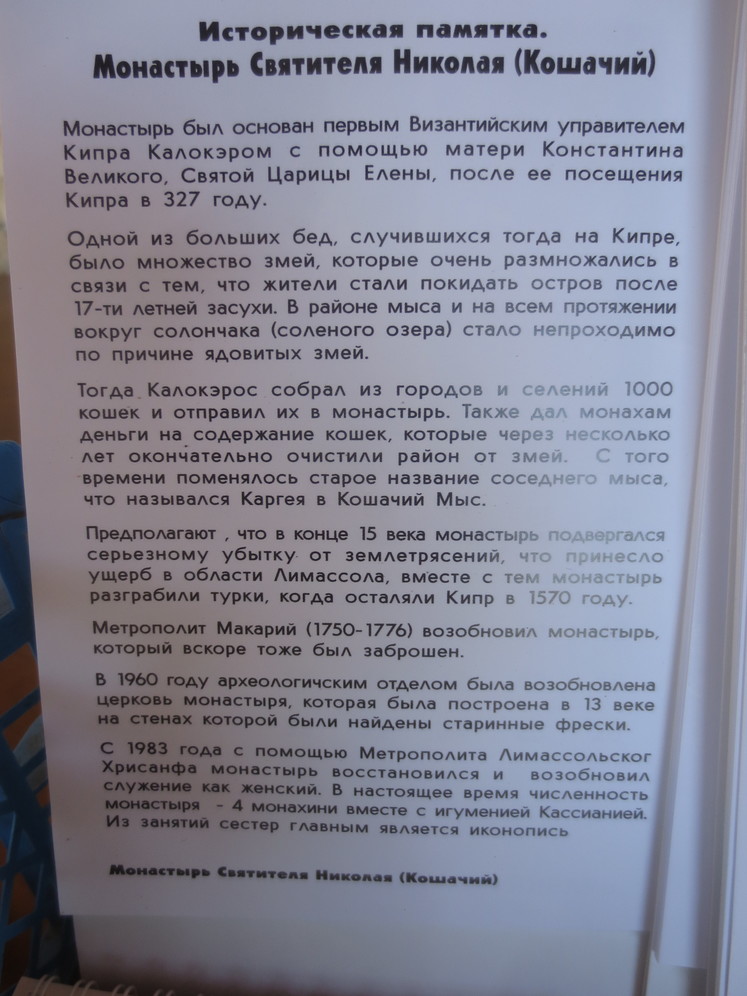 Историческая памятка.
Монастырь Святителя Николая (Кошачий)
Монастырь был основан первым Византийским управителем
Кипра Калокэром с помощью матери Константина
Великого, Святой Царицы Елены, после ее посещения
Кипра в 327 году.
Одной из больших бед, случившихся тогда на Кипре,
было множество змей, которые очень размножались в
связи с тем, что жители стали покидать остров после
17-ти летней засухи. В районе мыса и на всем протяжении
вокруг солончака (соленого озера) стало непроходимо
по причине ядовитых змей.
Тогда Калокэрос собрал из городов и селений 1000
кошек и отправил их в монастырь. Также дал монахам
деньги на содержание кошек, которые через несколько
лет окончательно очистили район от змей. С того
времени поменялось старое название соседнего мыса,
что назывался Каргея в Кошачий Мыс.
Предполагают , что в конце 15 века монастырь подвергался
серьезному убытку от землетрясений, что принесло
ущерб в области Лимассола, вместе с тем монастырь
разграбили турки, когда осталяли Кипр в 1570 году.
Метрополит Макарий (1750-1776) возобновил монастырь,
который вскоре тоже был заброшен.
В 1960 году археологичским отделом была возобновлена
церковь монастыря, которая была построена в 13 веке
на стенах которой были найдены старинные фрески.
С 1983 года с помощью Метрополита Лимассольског
Хрисанфа монастырь восстановился и возобновил
служение как женский. В настоящее время численность
монастыря - 4 монахини вместе с игуменией Кассианией.
Из занятий сестер главным является иконопись
Монастырь Святителя Николая (Кошачий)